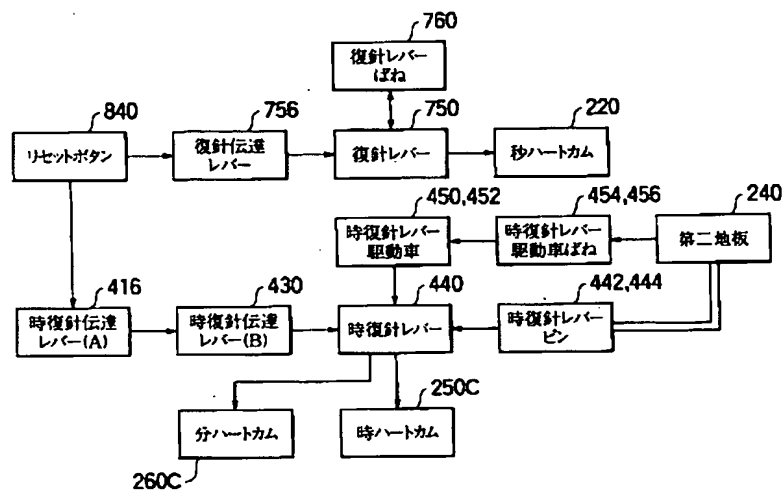 760
復針レバー
ばね
840
756
750
220
リセットボタン
復針伝達
レバー
復針レバー
秒ハートカム
450,452
454,456
240
時復針レバー
駆動車
時復針レバー
駆動車ばね
第二地板
416
430
440
442,444
時復針伝達
レバー(A)
時復針伝達
レバー(B)
時復針レバー
時復針レバー
ピン
250C
分ハートカム
時ハートカム
260C